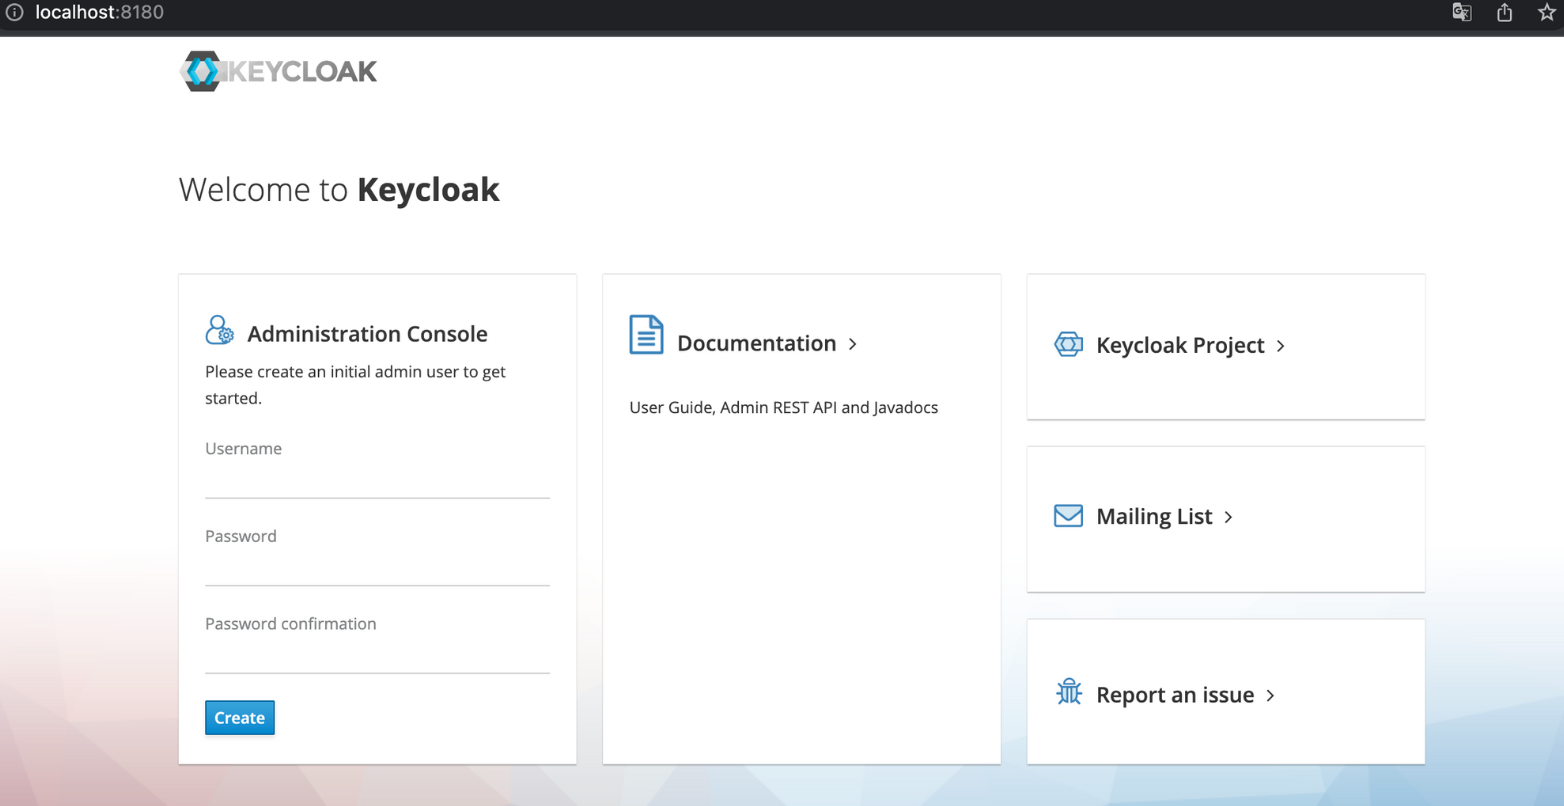 localhost:8180
KEYCLOAK
Welcome to Keycloak
Administration Console
Please create an initial admin user to get
started.
Username
Password
Password confirmation
Create
Documentation
User Guide, Admin REST API and Javadocs
Keycloak Project
Mailing List
Report an issue